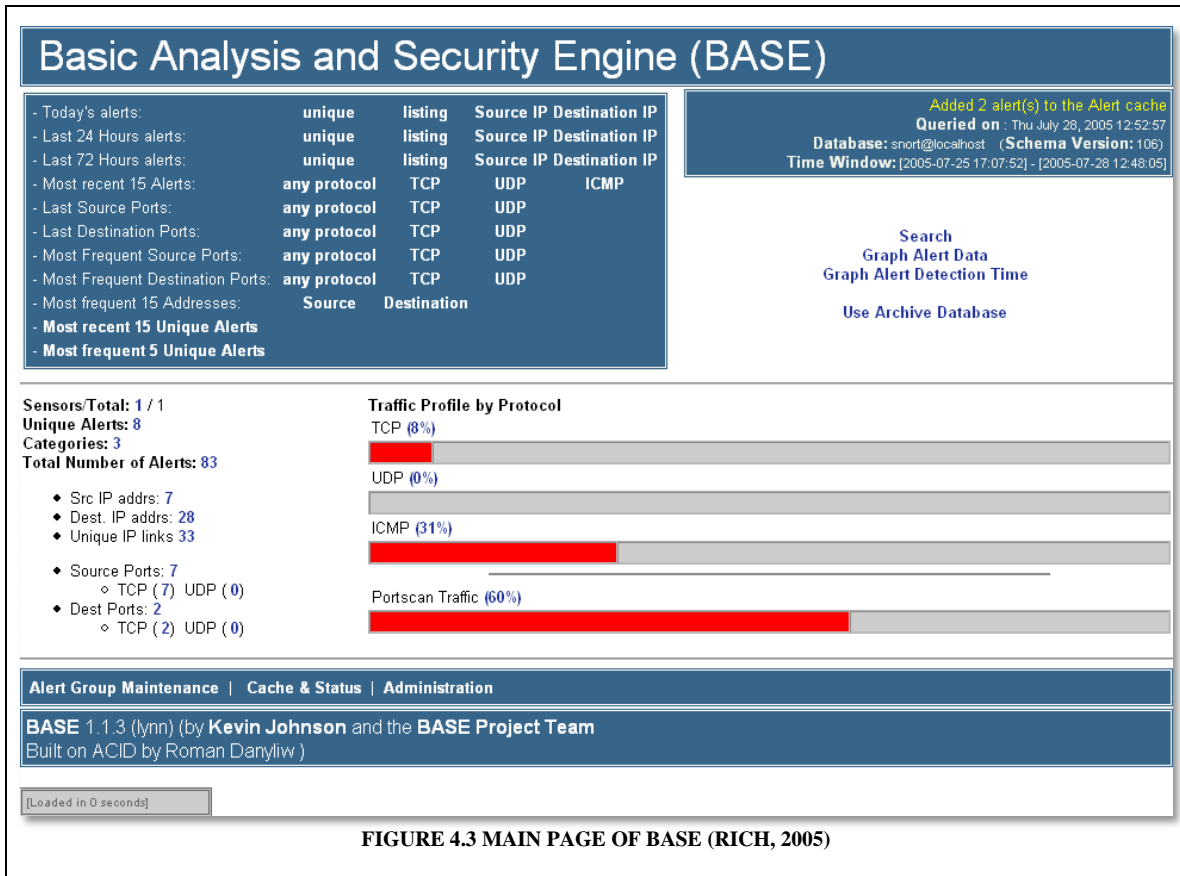 Basic Analysis and Security Engine (BASE)
- Today's alerts: unique listing Source IP Destination IP
- Last 24 Hours alerts: unique listing Source IP Destination IP
- Last 72 Hours alerts: unique listing Source IP Destination IP
- Most recent 15 Alerts: any protocol TCP UDP ICMP
- Last Source Ports: any protocol TCP UDP
- Last Destination Ports: any protocol TCP UDP
- Most Frequent Source Ports: any protocol TCP UDP
- Most Frequent Destination Ports: any protocol TCP UDP
- Most frequent 15 Addresses: Source Destination
- Most recent 15 Unique Alerts
- Most frequent 5 Unique Alerts
Added 2 alert(s) to the Alert cache
Queried on : Thu July 28, 2005 12:52:57
Database: snort@localhost (Schema Version: 106)
Time Window: [2005-07-25 17:07:52] - [2005-07-28 12:48:05]
Search
Graph Alert Data
Graph Alert Detection Time
Use Archive Database
Sensors/Total: 1 / 1
Unique Alerts: 8
Categories: 3
Total Number of Alerts: 83
Src IP addrs: 7
Dest. IP addrs: 28
Unique IP links 33
Source Ports: 7
TCP ( 7) UDP ( 0)
Dest Ports: 2
TCP ( 2) UDP ( 0)
Traffic Profile by Protocol
TCP (8%)
UDP (0%)
ICMP (31%)
Portscan Traffic (60%)
Alert Group Maintenance | Cache & Status | Administration
BASE 1.1.3 (lynn) (by Kevin Johnson and the BASE Project Team
Built on ACID by Roman Danyliw )
[Loaded in 0 seconds]
FIGURE 4.3 MAIN PAGE OF BASE (RICH, 2005)